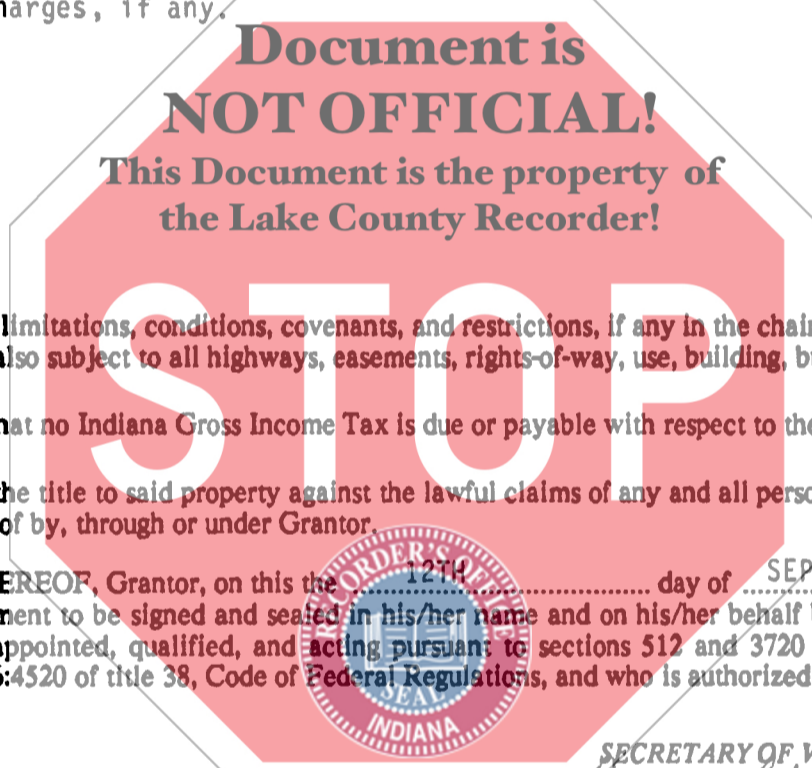 harges, if any.
Document is
NOT OFFICIAL!
This Document is the property of
the Lake County Recorder!
STOP
limitations, conditions, covenants, and restrictions, if any in the chain
also subject to all highways, easements, rights-of-way, use, building, b
hat no Indiana Gross Income Tax is due or payable with respect to the
he title to said property against the lawful claims of any and all perso
of by, through or under Grantor.
EREOF, Grantor, on this the 12TH day of SEP
ment to be signed and sealed in his/her name and on his/her behalf
appointed, qualified, and acting pursuant to sections 512 and 3720
:4520 of title 38, Code of Federal Regulations, and who is authorized
RECORDER'S OFFICE
SEAL
INDIANA
SECRETARY OF V